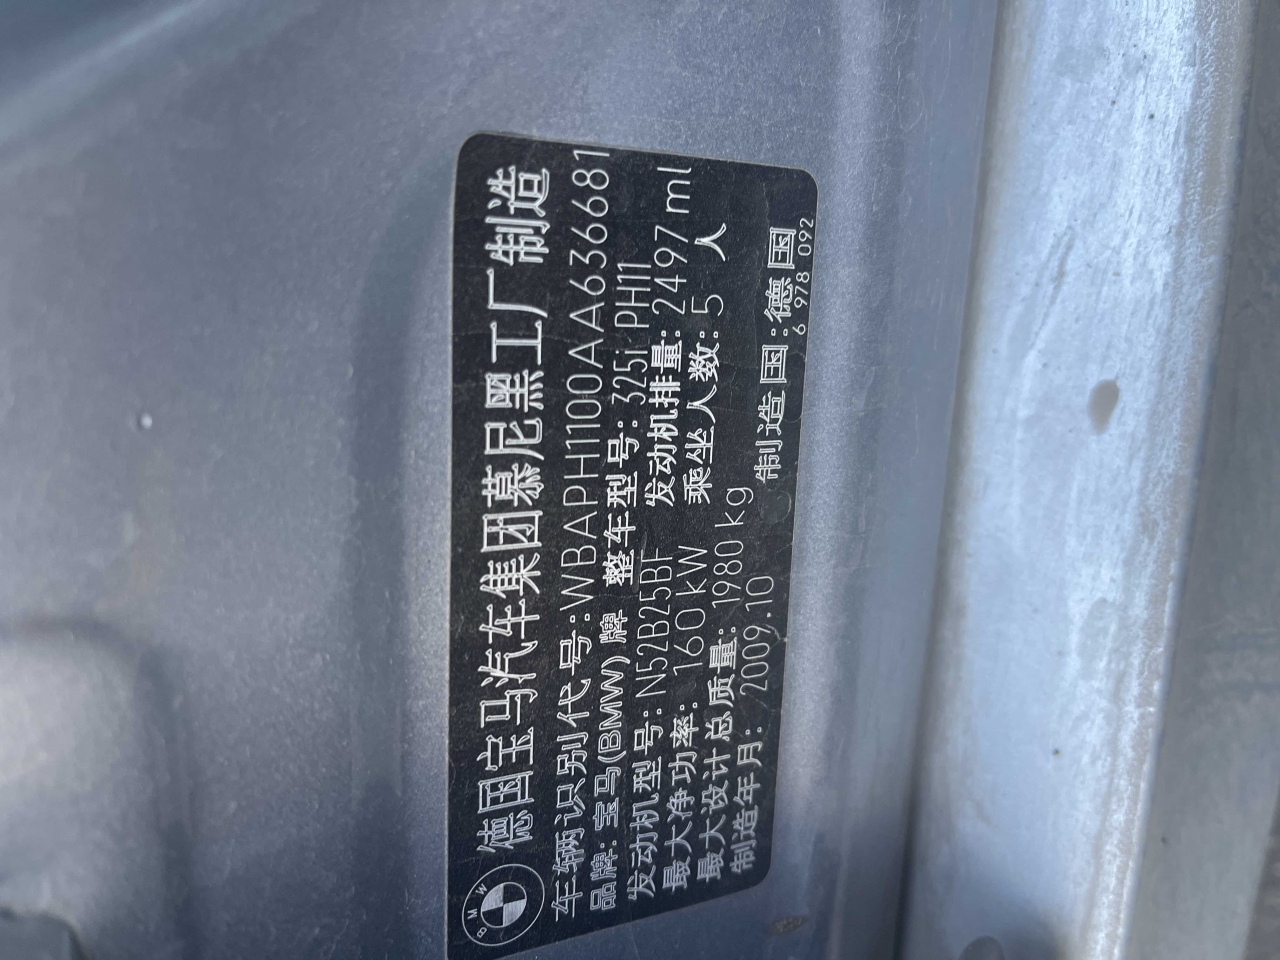 BMW
德国宝马汽车集团慕尼黑工厂制造
车辆识别代号:WBAPH1100AA636681
品牌:宝马(BMW)牌 整车型号:325i PH11
发动机型号:N52B25BF 发动机排量:2497 ml
最大净功率:160 kW 乘坐人数:5 人
最大设计总质量:1980 kg
制造年月:2009.10 制造国:德国
6 978 092